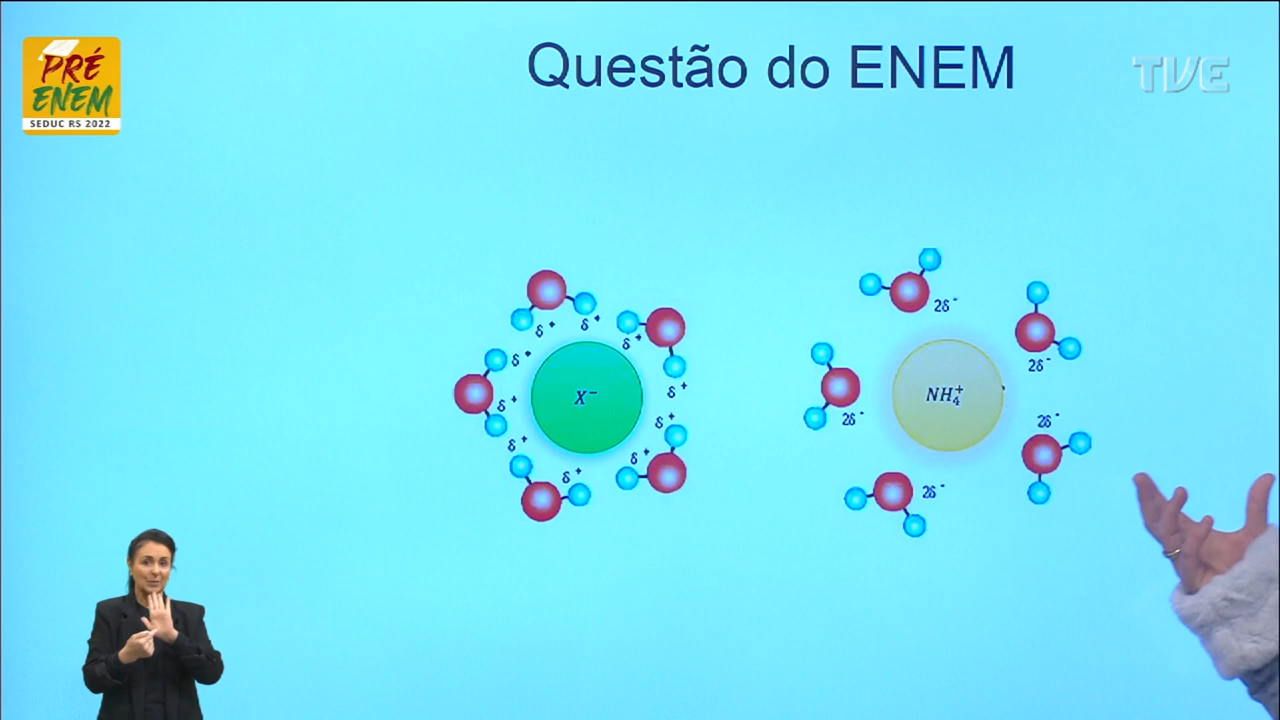 PRÉ
ENEM
SEDUC RS 2022
Questão do ENEM
TVE
δ⁺
δ⁺
δ⁺
δ⁺
δ⁺
δ⁺
δ⁺
δ⁺
δ⁺
δ⁺
X⁻
2δ⁻
2δ⁻
2δ⁻
2δ⁻
2δ⁻
NH₄⁺